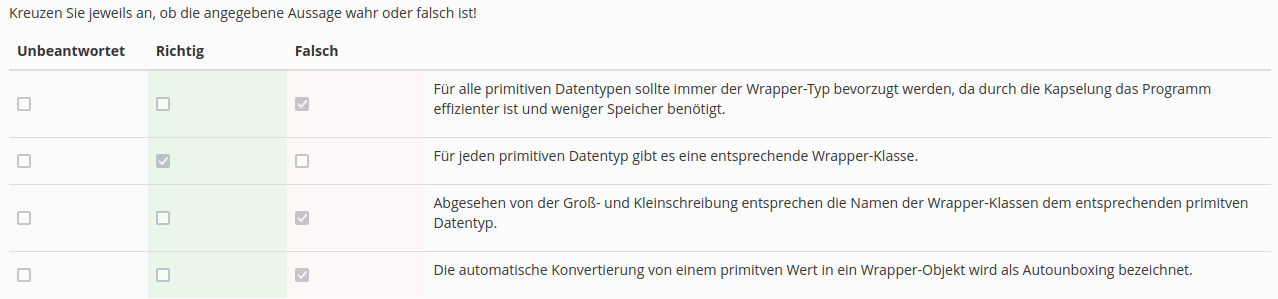 Kreuzen Sie jeweils an, ob die angegebene Aussage wahr oder falsch ist!
Unbeantwortet Richtig Falsch
Für alle primitiven Datentypen sollte immer der Wrapper-Typ bevorzugt werden, da durch die Kapselung das Programm
effizienter ist und weniger Speicher benötigt.
Für jeden primitiven Datentyp gibt es eine entsprechende Wrapper-Klasse.
Abgesehen von der Groß- und Kleinschreibung entsprechen die Namen der Wrapper-Klassen dem entsprechenden primitven
Datentyp.
Die automatische Konvertierung von einem primitven Wert in ein Wrapper-Objekt wird als Autounboxing bezeichnet.